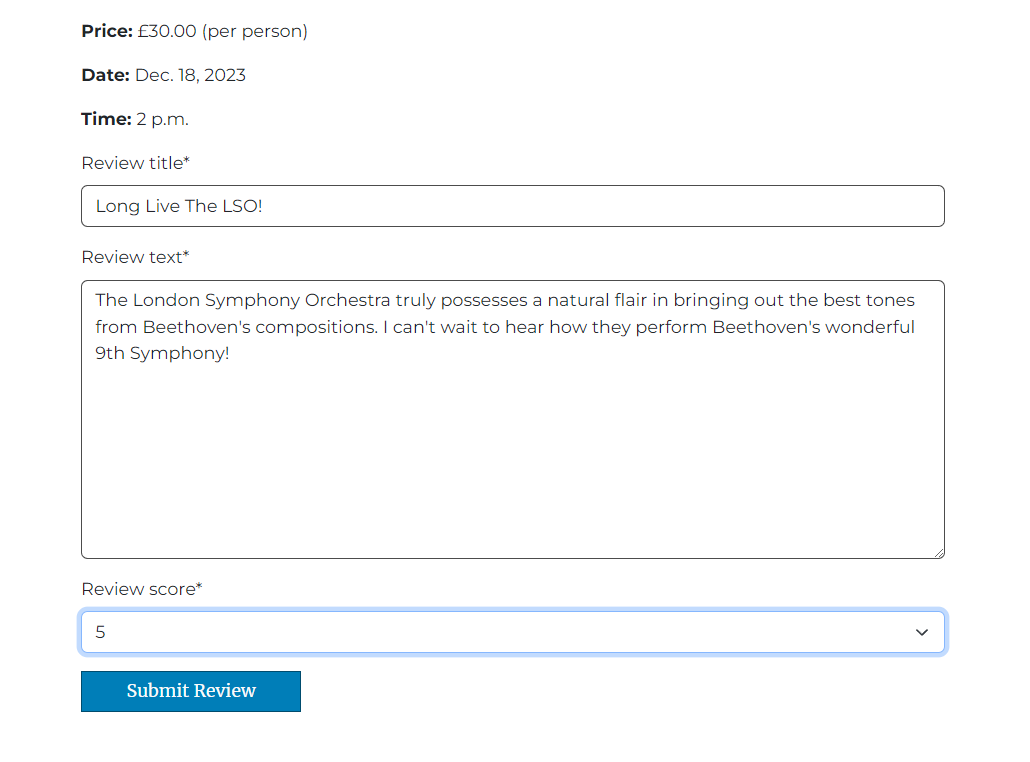 Price: £30.00 (per person)
Date: Dec. 18, 2023
Time: 2 p.m.
Review title*
Long Live The LSO!
Review text*
The London Symphony Orchestra truly possesses a natural flair in bringing out the best tones
from Beethoven's compositions. I can't wait to hear how they perform Beethoven's wonderful
9th Symphony!
Review score*
5
Submit Review